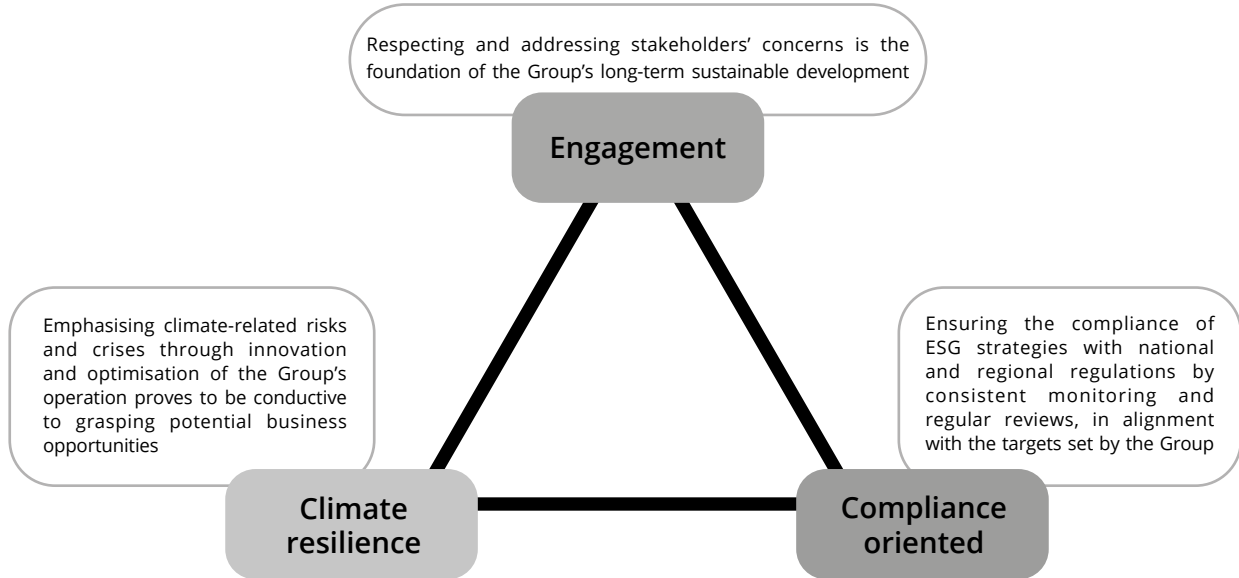 Respecting and addressing stakeholders’ concerns is the
foundation of the Group’s long-term sustainable development
Engagement
Emphasising climate-related risks
and crises through innovation
and optimisation of the Group’s
operation proves to be conductive
to grasping potential business
opportunities
Climate
resilience
Ensuring the compliance of
ESG strategies with national
and regional regulations by
consistent monitoring and
regular reviews, in alignment
with the targets set by the Group
Compliance
oriented